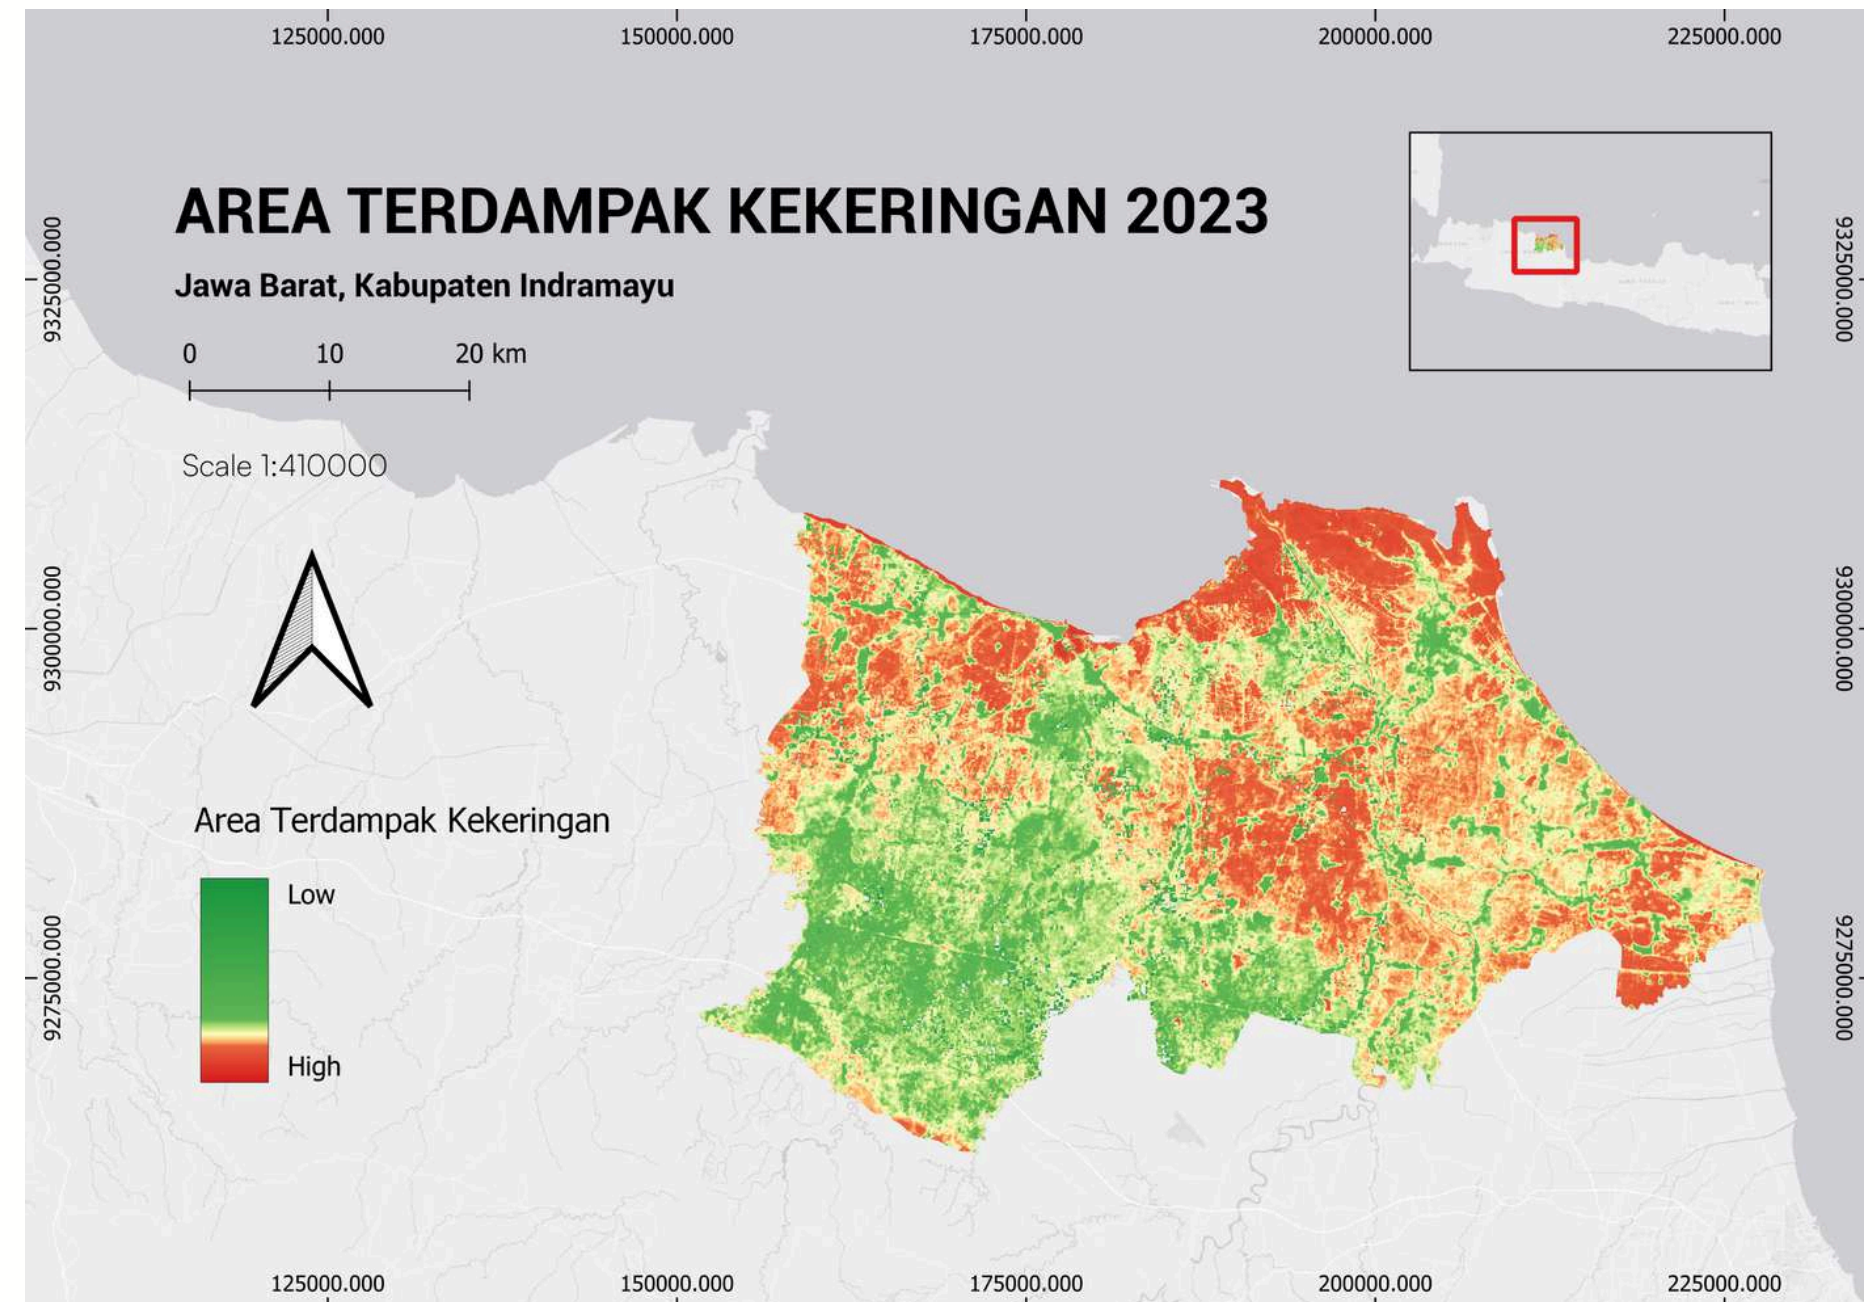 125000.000 150000.000 175000.000 200000.000 225000.000
AREA TERDAMPAK KEKERINGAN 2023
Jawa Barat, Kabupaten Indramayu
0 10 20 km
Scale 1:410000
Area Terdampak Kekeringan
Low
High
9325000.000
9300000.000
9275000.000
9325000.000
9300000.000
9275000.000
125000.000 150000.000 175000.000 200000.000 225000.000